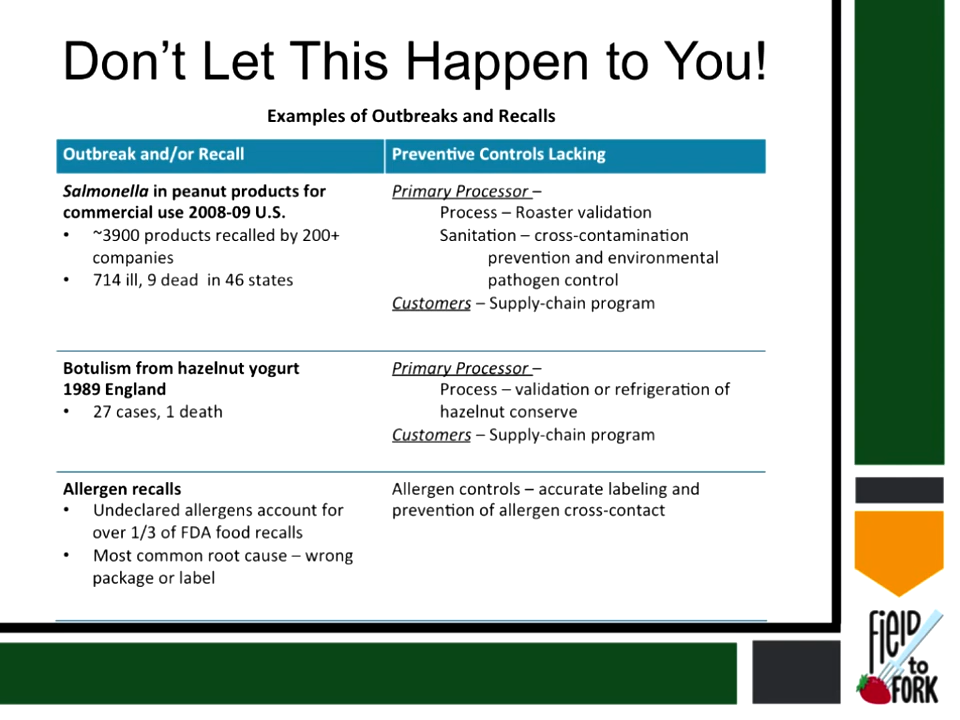 Don't Let This Happen to You!
Examples of Outbreaks and Recalls
Outbreak and/or Recall
Preventive Controls Lacking
Salmonella in peanut products for
commercial use 2008-09 U.S.
• ~3900 products recalled by 200+
companies
• 714 ill, 9 dead in 46 states
Primary Processor –
Process – Roaster validation
Sanitation – cross-contamination
prevention and environmental
pathogen control
Customers – Supply-chain program
Botulism from hazelnut yogurt
1989 England
• 27 cases, 1 death
Primary Processor –
Process – validation or refrigeration of
hazelnut conserve
Customers – Supply-chain program
Allergen recalls
• Undeclared allergens account for
over 1/3 of FDA food recalls
• Most common root cause – wrong
package or label
Allergen controls – accurate labeling and
prevention of allergen cross-contact
FIELD
to
FORK